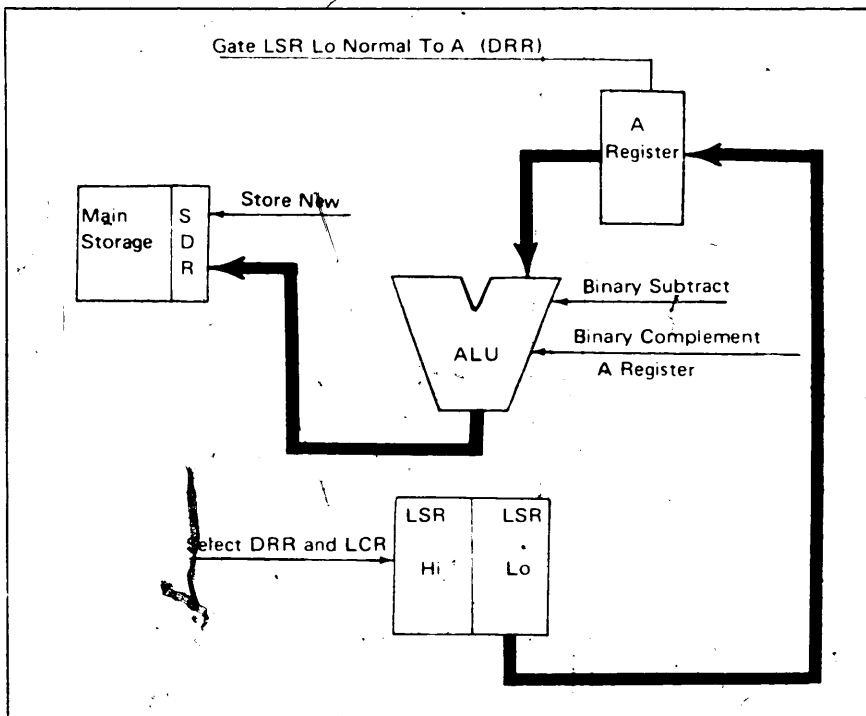 Gate LSR Lo Normal To A (DRR)
A
Register
Main
Storage
S
D
R
Store New
Binary Subtract
ALU
Binary Complement
A Register
LSR
LSR
Select DRR and LCR
Hi
Lo